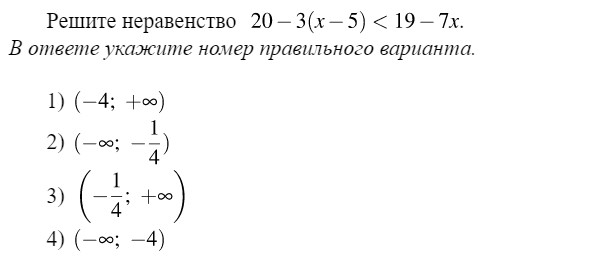 Решите неравенство 20 − 3(x − 5) < 19 − 7x.
В ответе укажите номер правильного варианта.
1) (−4; +∞)
2) (−∞; −1/4)
3) (−1/4; +∞)
4) (−∞; −4)